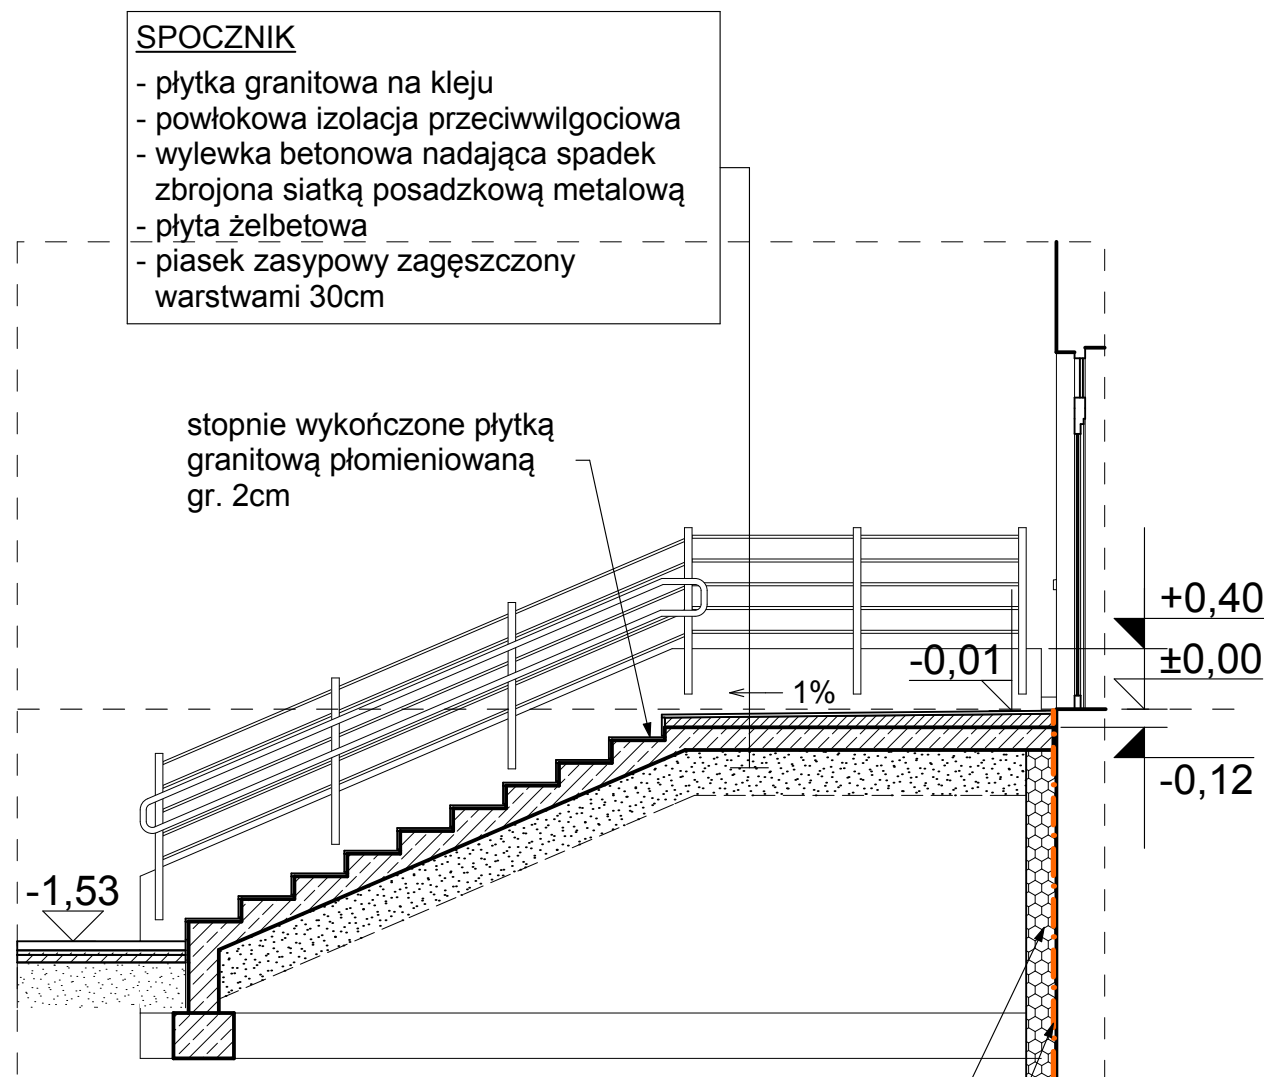 SPOCZNIK
- płytka granitowa na kleju
- powłokowa izolacja przeciwwilgociowa
- wylewka betonowa nadająca spadek
zbrojona siatką posadzkową metalową
- płyta żelbetowa
- piasek zasypowy zagęszczony
warstwami 30cm
stopnie wykończone płytką
granitową płomieniowaną
gr. 2cm
+0,40
-0,01
±0,00
1%
-0,12
-1,53